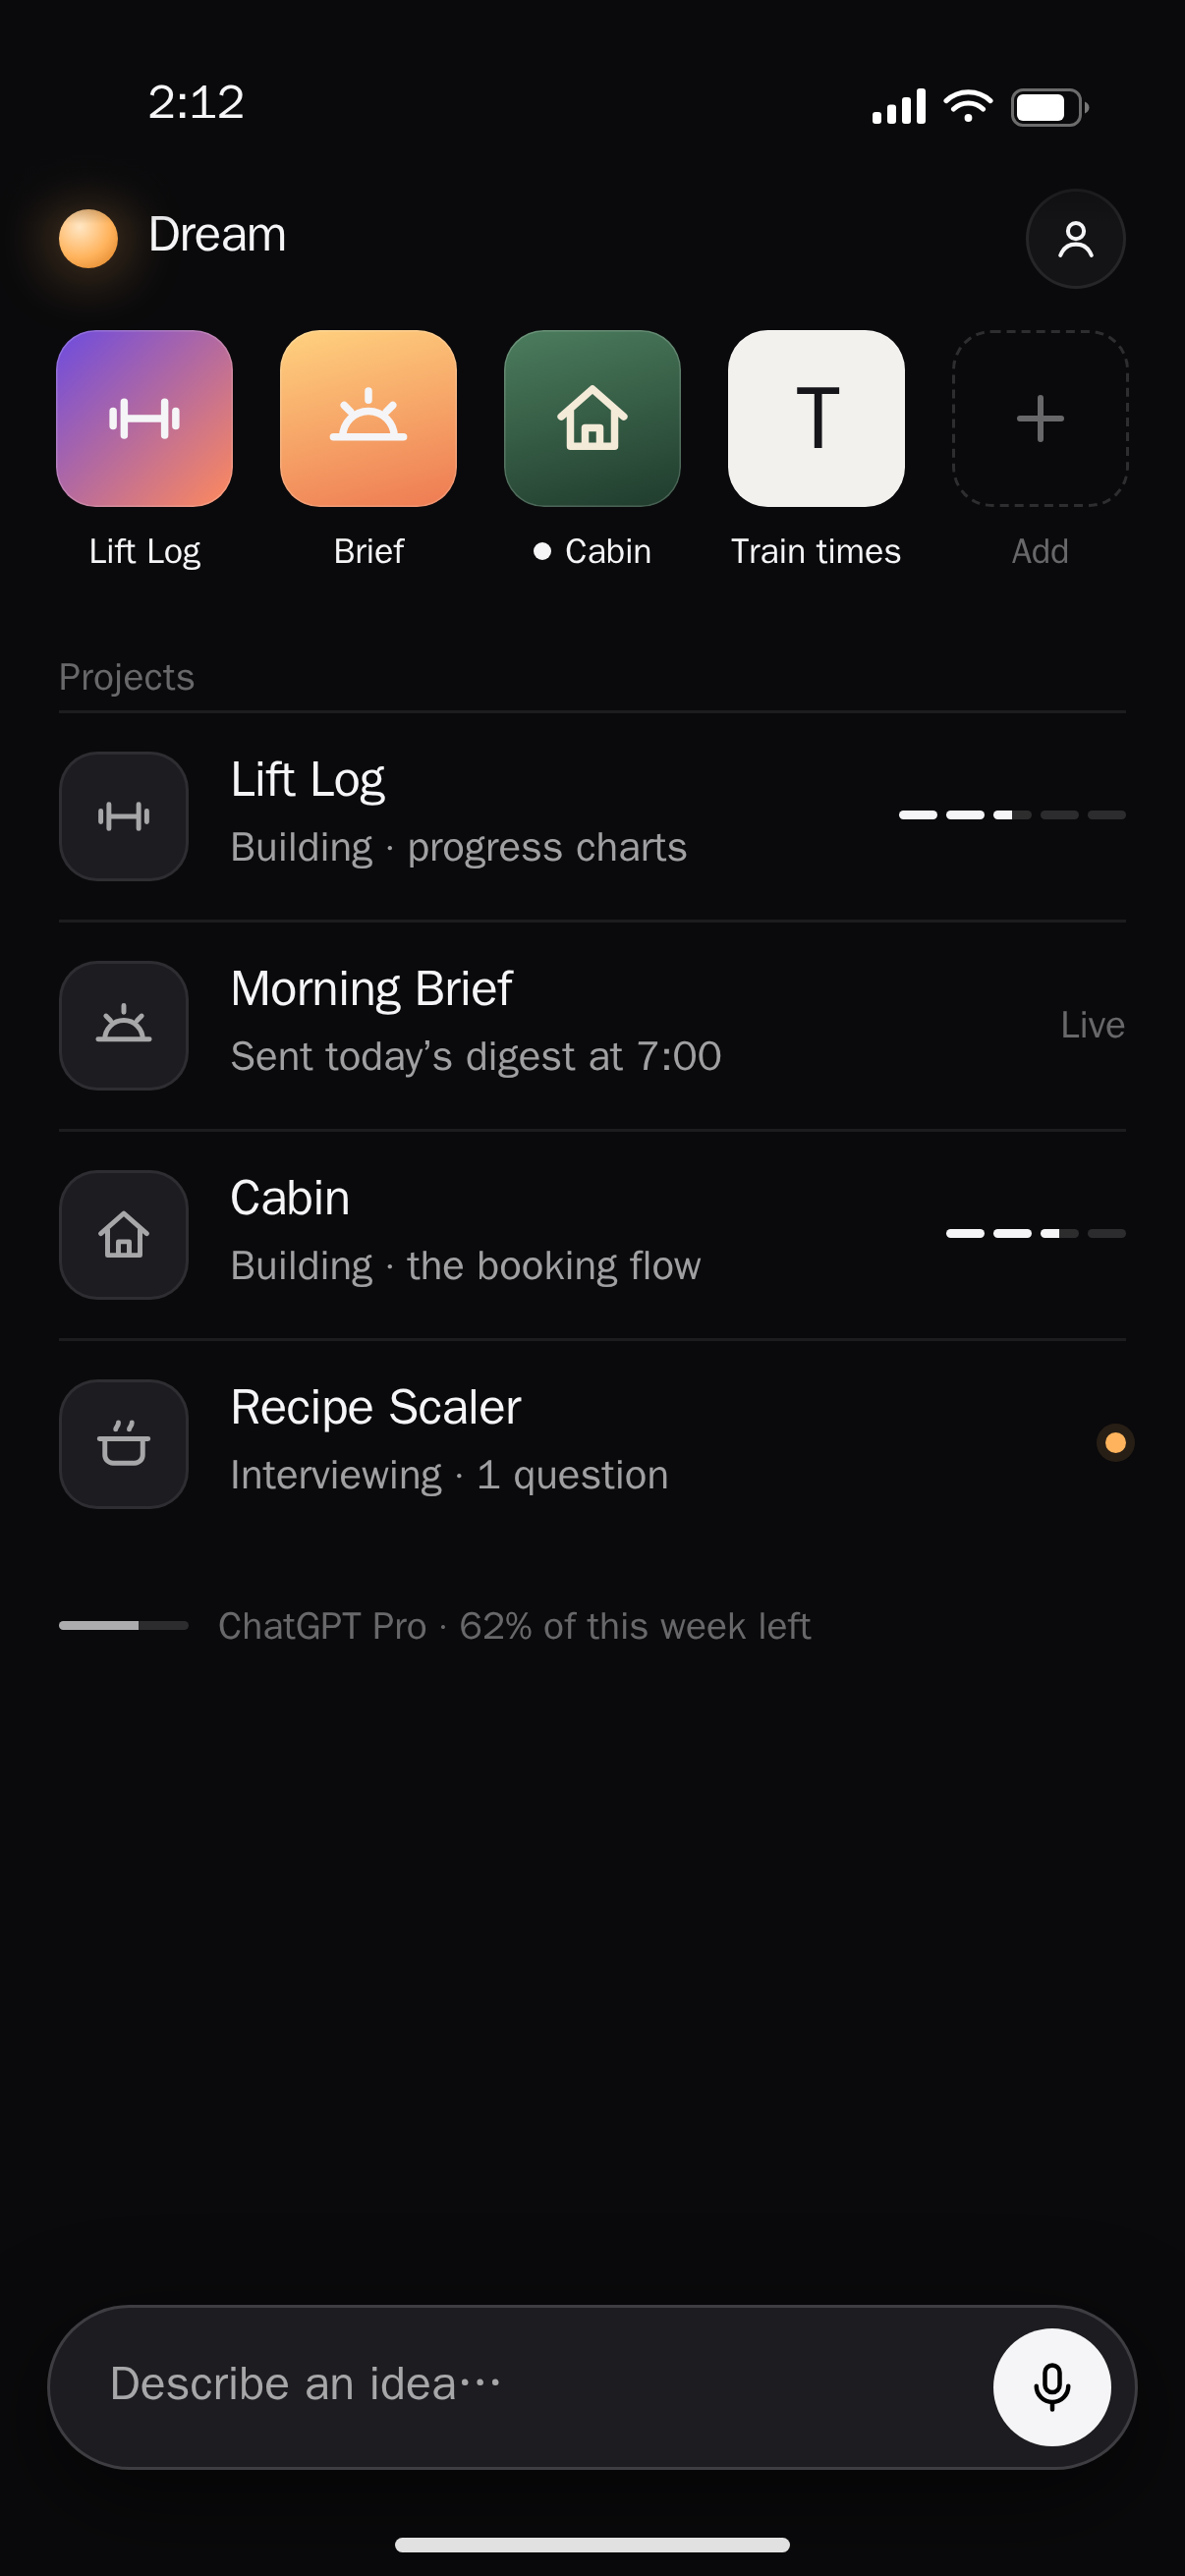 2:12
Dream
T
Lift Log
Brief
Cabin
Train times
Add
Projects
Lift Log
Building · progress charts
Morning Brief
Sent today’s digest at 7:00
Live
Cabin
Building · the booking flow
Recipe Scaler
Interviewing · 1 question
ChatGPT Pro · 62% of this week left
Describe an idea…